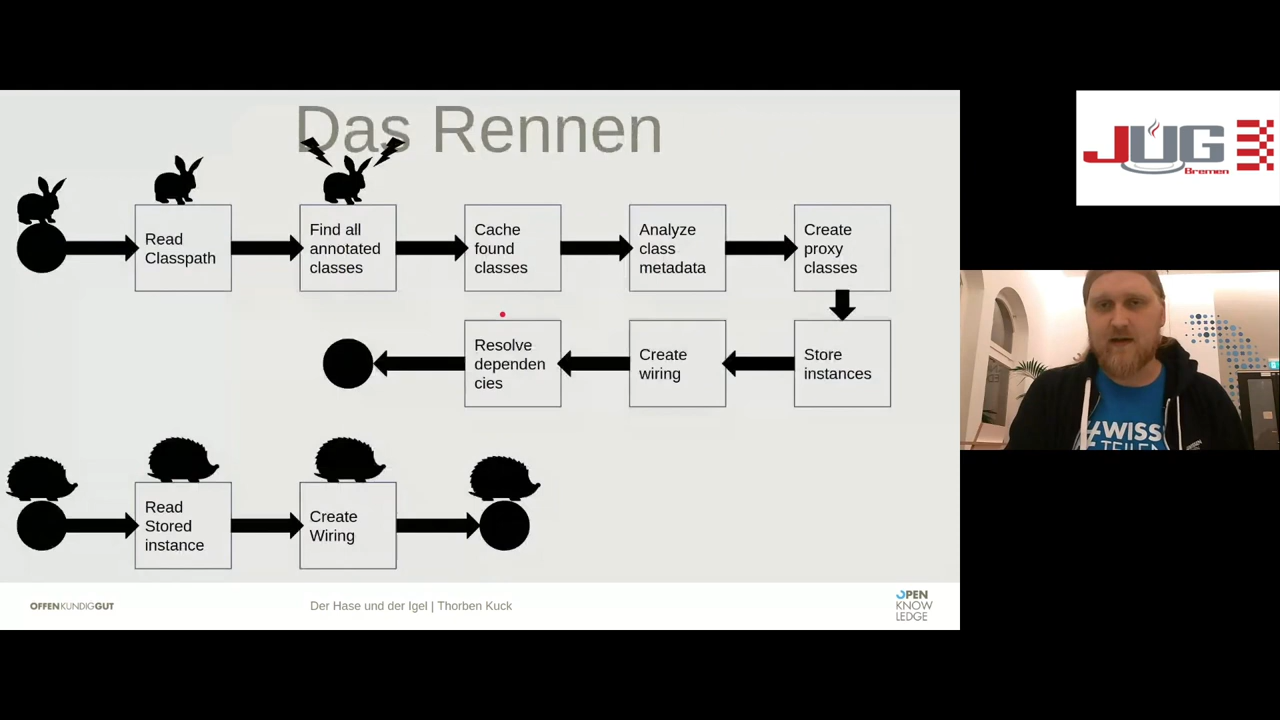 Das Rennen
Read
Classpath
Find all
annotated
classes
Cache
found
classes
Analyze
class
metadata
Create
proxy
classes
Resolve
dependen
cies
Create
wiring
Store
instances
Read
Stored
instance
Create
Wiring
OFFENKUNDIGGUT
Der Hase und der Igel | Thorben Kuck
OPEN
KNOW
LEDGE
JUG
Bremen
#WISS
TEILEN